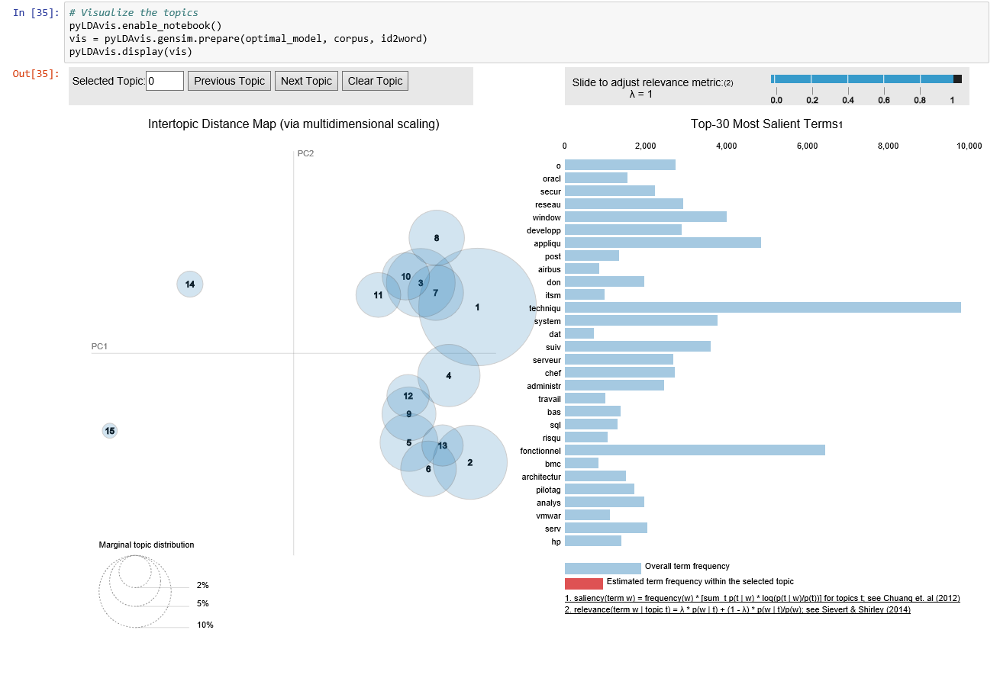 In [35]:
# Visualize the topics
pyLDAvis.enable_notebook()
vis = pyLDAvis.gensim.prepare(optimal_model, corpus, id2word)
pyLDAvis.display(vis)
Out[35]:
Selected Topic: 0 Previous Topic Next Topic Clear Topic
Slide to adjust relevance metric:(2)
λ = 1
0.0 0.2 0.4 0.6 0.8 1
Intertopic Distance Map (via multidimensional scaling)
PC2
PC1
8
10
3
7
11
1
14
4
12
9
5
13
6
2
15
Marginal topic distribution
2%
5%
10%
Top-30 Most Salient Terms1
0 2,000 4,000 6,000 8,000 10,000
o
oracl
secur
reseau
window
developp
appliqu
post
airbus
don
itsm
techniqu
system
dat
suiv
serveur
chef
administr
travail
bas
sql
risqu
fonctionnel
bmc
architectur
pilotag
analys
vmwar
serv
hp
Overall term frequency
Estimated term frequency within the selected topic
1. saliency(term w) = frequency(w) * [sum_t p(t | w) * log(p(t | w)/p(t))] for topics t; see Chuang et. al (2012)
2. relevance(term w | topic t) = λ * p(w | t) + (1 - λ) * p(w | t)/p(w); see Sievert & Shirley (2014)